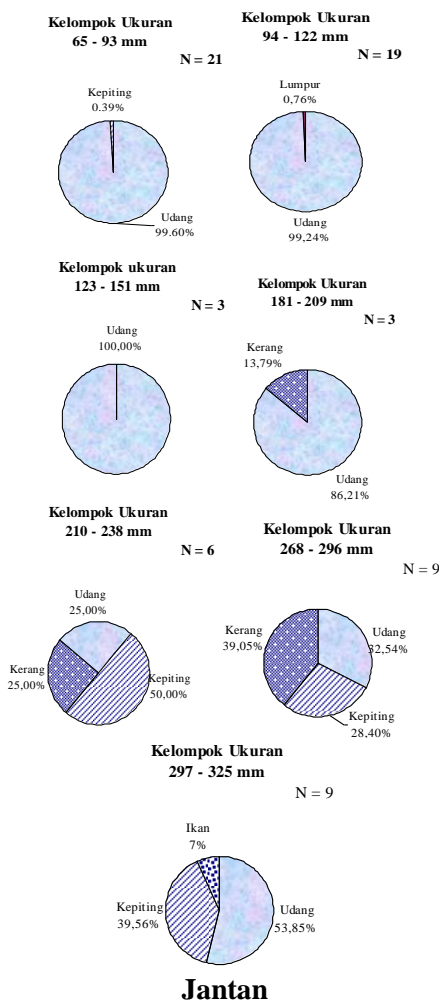 Kelompok Ukuran
65 - 93 mm
N = 21
Kepiting
0.39%
Udang
99.60%
Kelompok Ukuran
94 - 122 mm
N = 19
Lumpur
0,76%
Udang
99,24%
Kelompok ukuran
123 - 151 mm
N = 3
Udang
100,00%
Kelompok Ukuran
181 - 209 mm
N = 3
Kerang
13,79%
Udang
86,21%
Kelompok Ukuran
210 - 238 mm
N = 6
Udang
25,00%
Kerang
25,00%
Kepiting
50,00%
Kelompok Ukuran
268 - 296 mm
N = 9
Kerang
39,05%
Udang
32,54%
Kepiting
28,40%
Kelompok Ukuran
297 - 325 mm
N = 9
Ikan
7%
Kepiting
39,56%
Udang
53,85%
Jantan